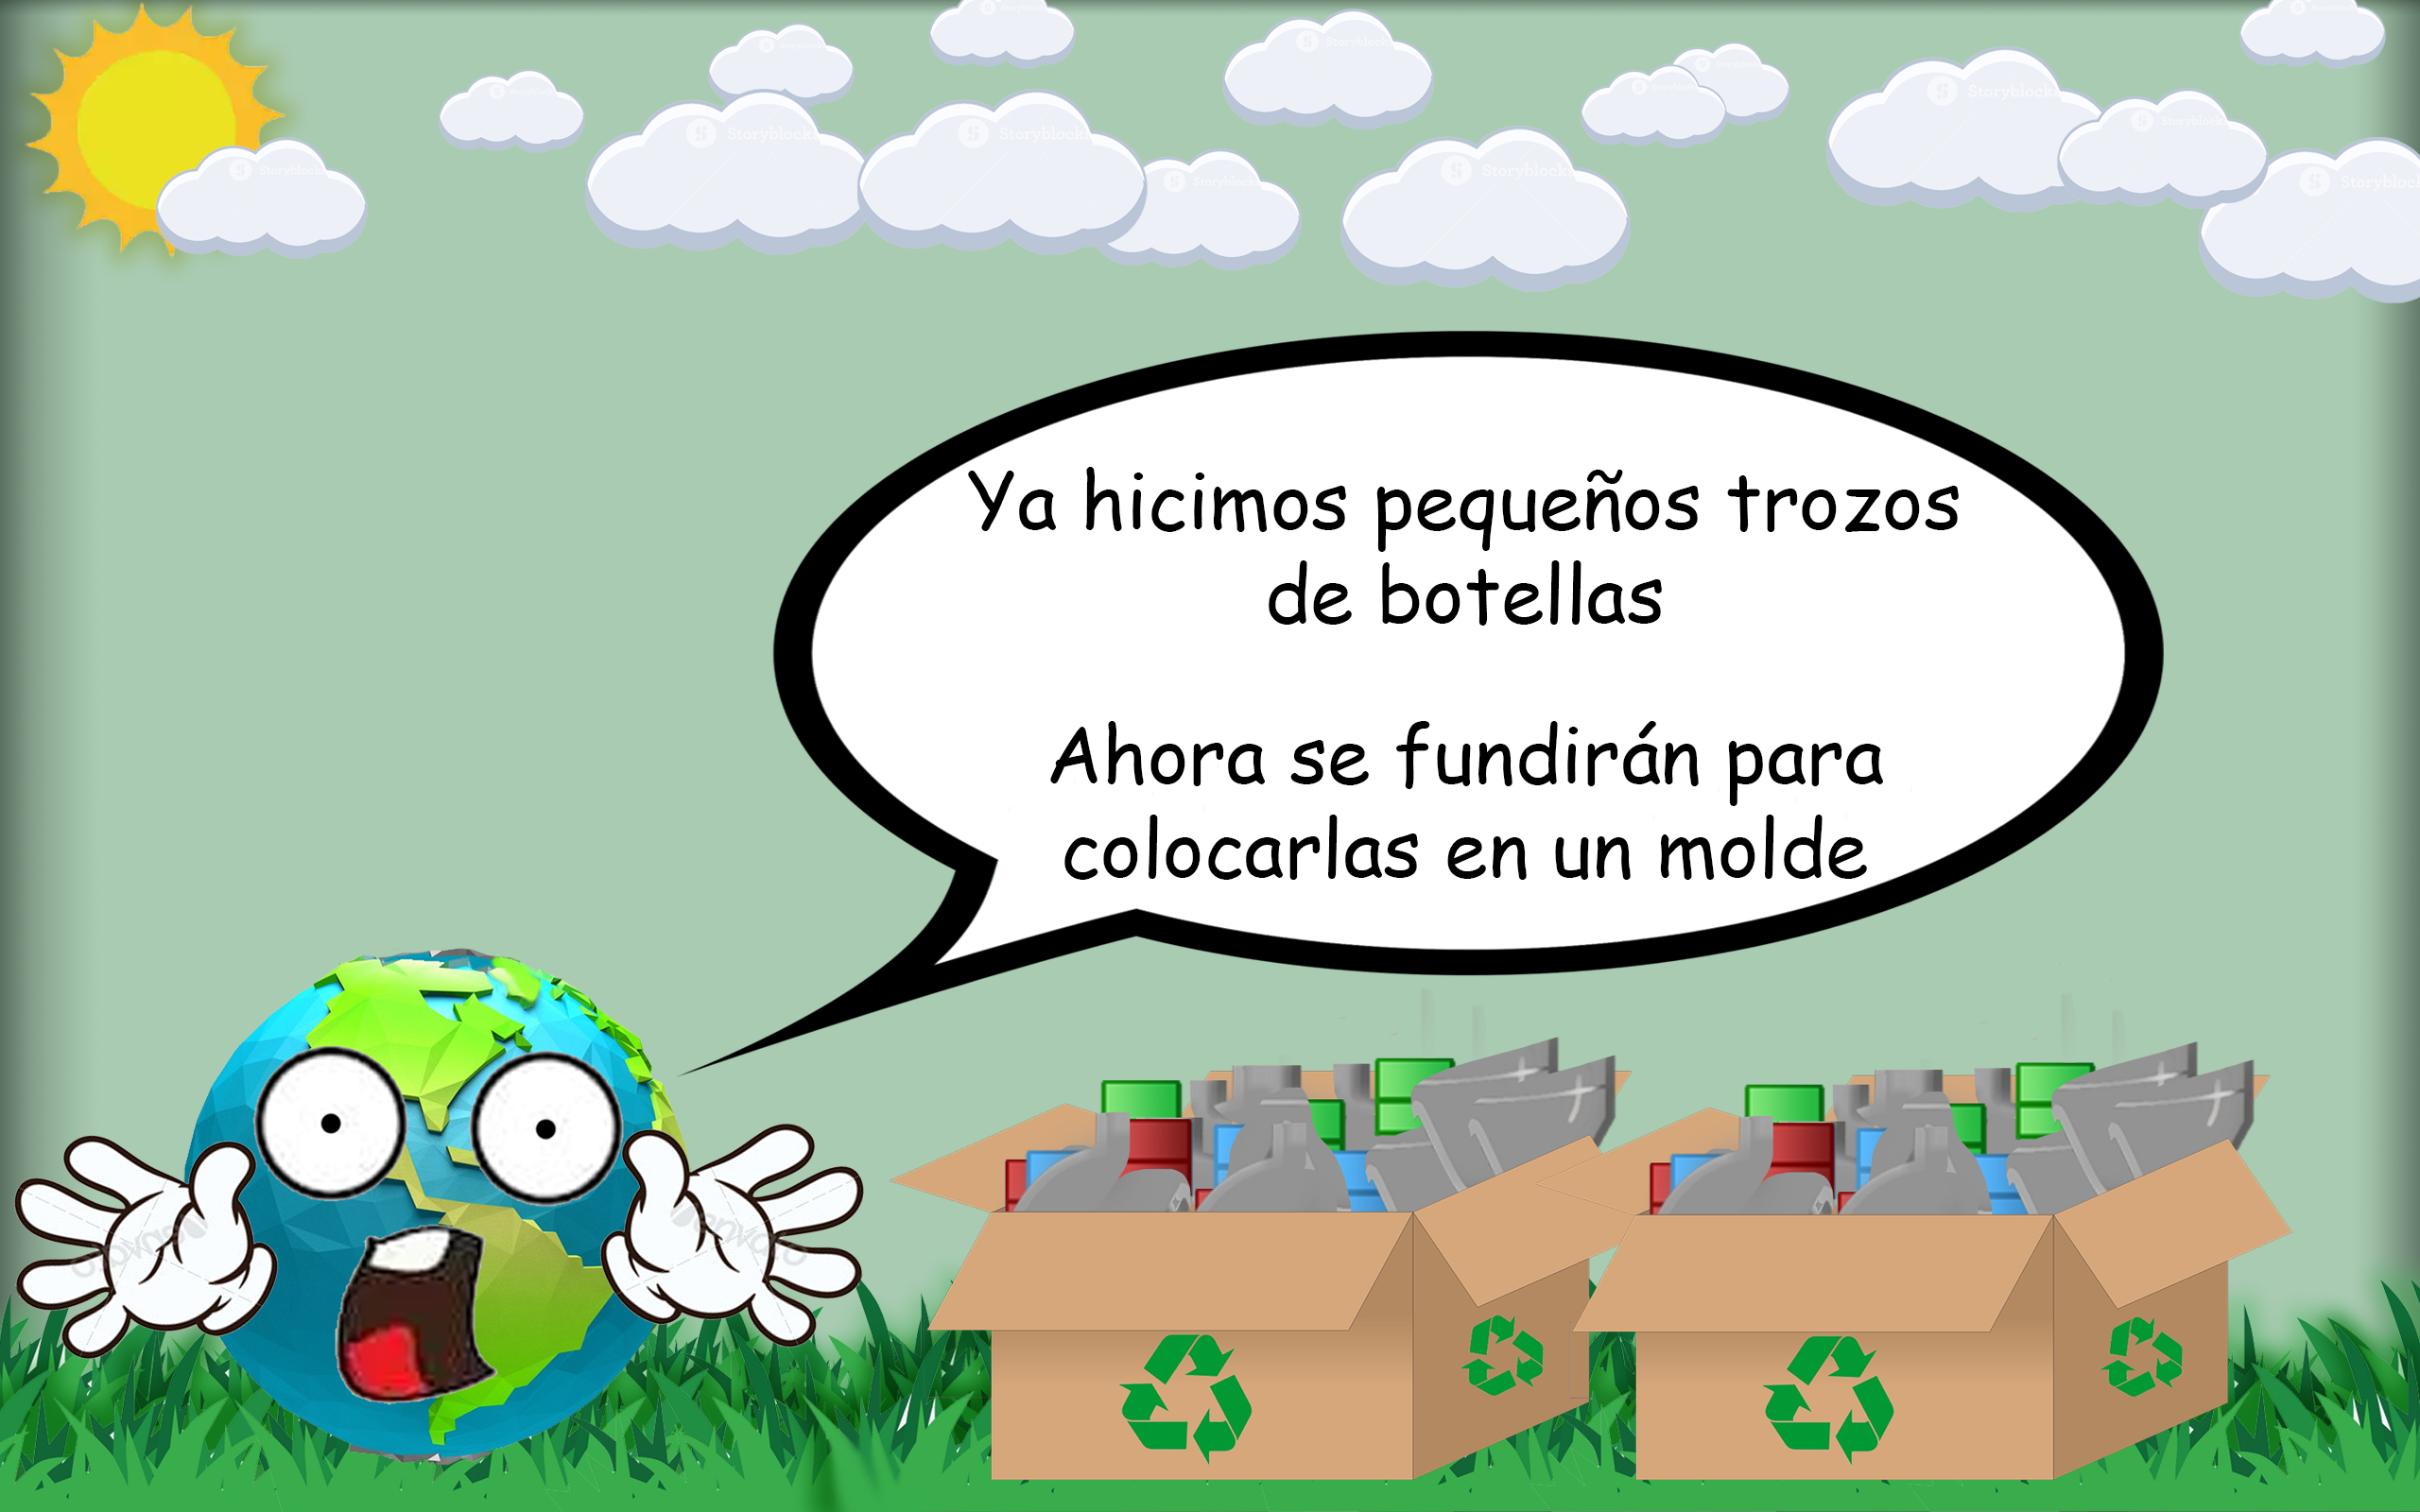 Ya hicimos pequeños trozos
de botellas
Ahora se fundirán para
colocarlas en un molde